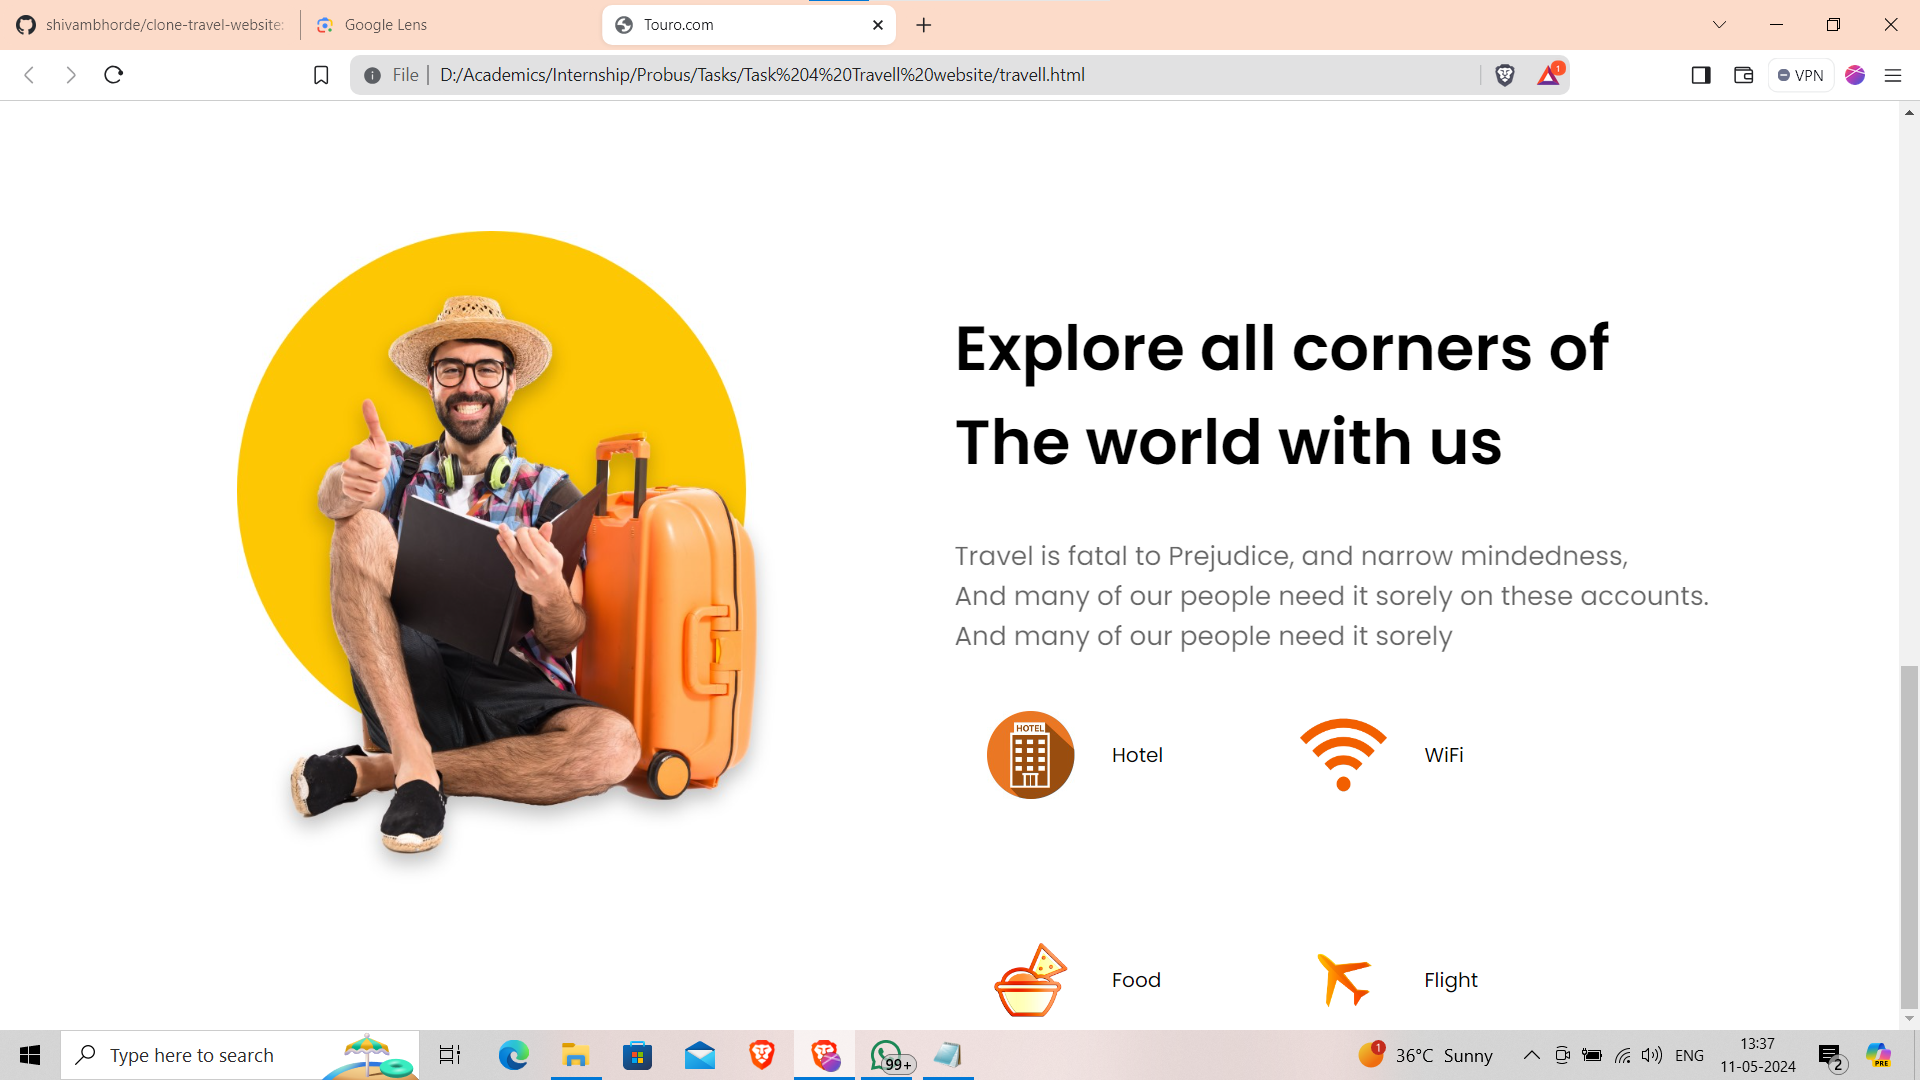 shivambhorde/clone-travel-website:
Google Lens
Touro.com
File
D:/Academics/Internship/Probus/Tasks/Task%204%20Travell%20website/travell.html
1
VPN
Explore all corners of
The world with us
Travel is fatal to Prejudice, and narrow mindedness,
And many of our people need it sorely on these accounts.
And many of our people need it sorely
HOTEL
Hotel
WiFi
Food
Flight
Type here to search
99+
1
36°C Sunny
ENG
13:37
11-05-2024
2
PRE